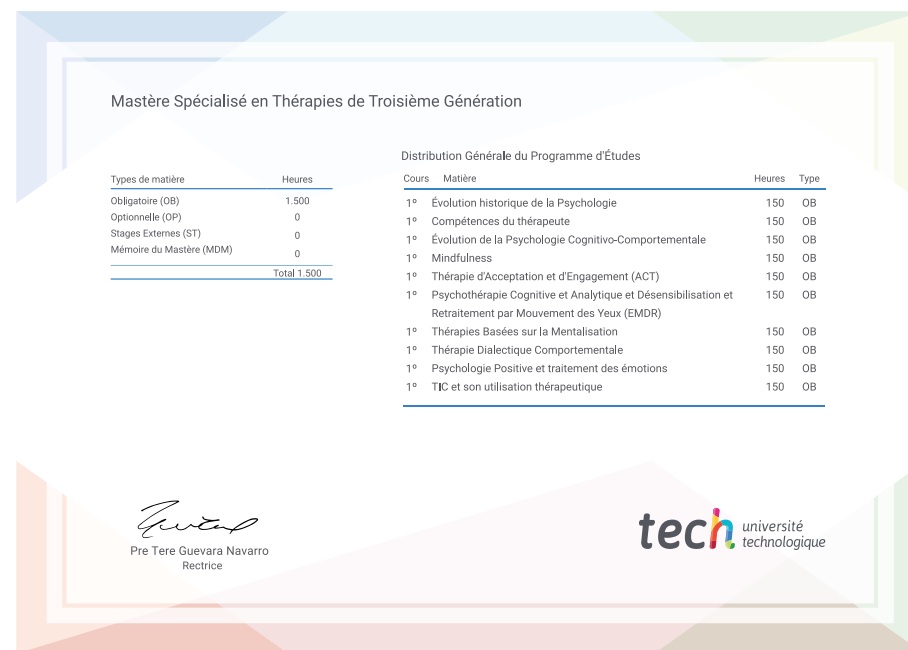 Mastère Spécialisé en Thérapies de Troisième Génération
Types de matière Heures
Obligatoire (OB) 1.500
Optionnelle (OP) 0
Stages Externes (ST) 0
Mémoire du Mastère (MDM) 0
Total 1.500
Distribution Générale du Programme d'Études
Cours Matière Heures Type
1º Évolution historique de la Psychologie 150 OB
1º Compétences du thérapeute 150 OB
1º Évolution de la Psychologie Cognitivo-Comportementale 150 OB
1º Mindfulness 150 OB
1º Thérapie d'Acceptation et d'Engagement (ACT) 150 OB
1º Psychothérapie Cognitive et Analytique et Désensibilisation et 150 OB
Retraitement par Mouvement des Yeux (EMDR)
1º Thérapies Basées sur la Mentalisation 150 OB
1º Thérapie Dialectique Comportementale 150 OB
1º Psychologie Positive et traitement des émotions 150 OB
1º TIC et son utilisation thérapeutique 150 OB
Pre Tere Guevara Navarro
Rectrice
tech université
technologique